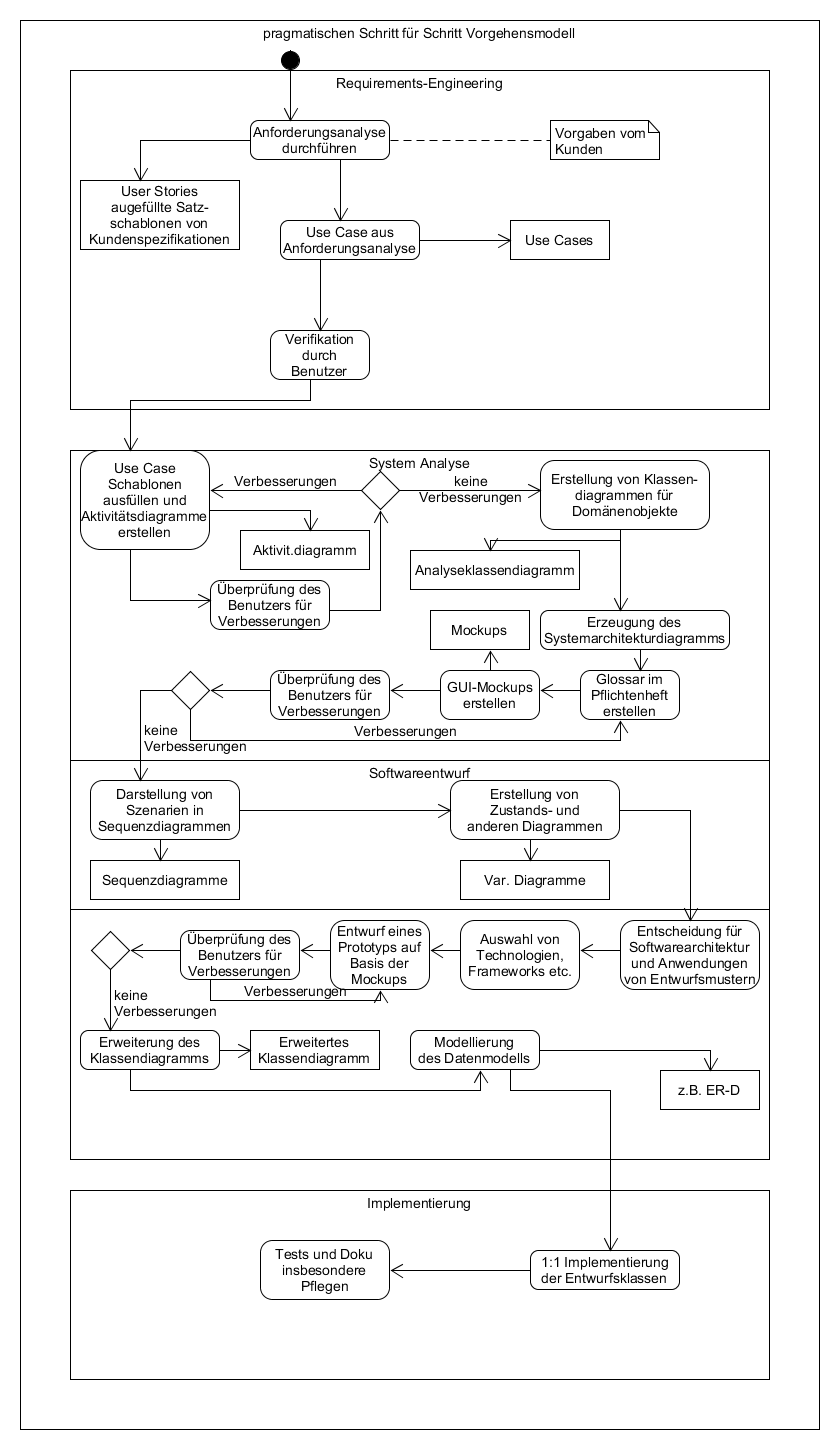 pragmatischen Schritt für Schritt Vorgehensmodell
Requirements-Engineering
Anforderungsanalyse
durchführen
Vorgaben vom
Kunden
User Stories
augefüllte Satz-
schablonen von
Kundenspezifikationen
Use Case aus
Anforderungsanalyse
Use Cases
Verifikation
durch
Benutzer
System Analyse
Use Case
Schablonen
ausfüllen und
Aktivitätsdiagramme
erstellen
Verbesserungen
keine
Verbesserungen
Erstellung von Klassen-
diagrammen für
Domänenobjekte
Aktivit.diagramm
Analyseklassendiagramm
Überprüfung des
Benutzers für
Verbesserungen
Mockups
Erzeugung des
Systemarchitekturdiagramms
Überprüfung des
Benutzers für
Verbesserungen
GUI-Mockups
erstellen
Glossar im
Pflichtenheft
erstellen
keine
Verbesserungen
Verbesserungen
Softwareentwurf
Darstellung von
Szenarien in
Sequenzdiagrammen
Erstellung von
Zustands- und
anderen Diagrammen
Sequenzdiagramme
Var. Diagramme
Überprüfung des
Benutzers für
Verbesserungen
Entwurf eines
Prototyps auf
Basis der
Mockups
Auswahl von
Technologien,
Frameworks etc.
Entscheidung für
Softwarearchitektur
und Anwendungen
von Entwurfsmustern
Verbesserungen
keine
Verbesserungen
Erweiterung des
Klassendiagramms
Erweitertes
Klassendiagramm
Modellierung
des Datenmodells
z.B. ER-D
Implementierung
Tests und Doku
insbesondere
Pflegen
1:1 Implementierung
der Entwurfsklassen